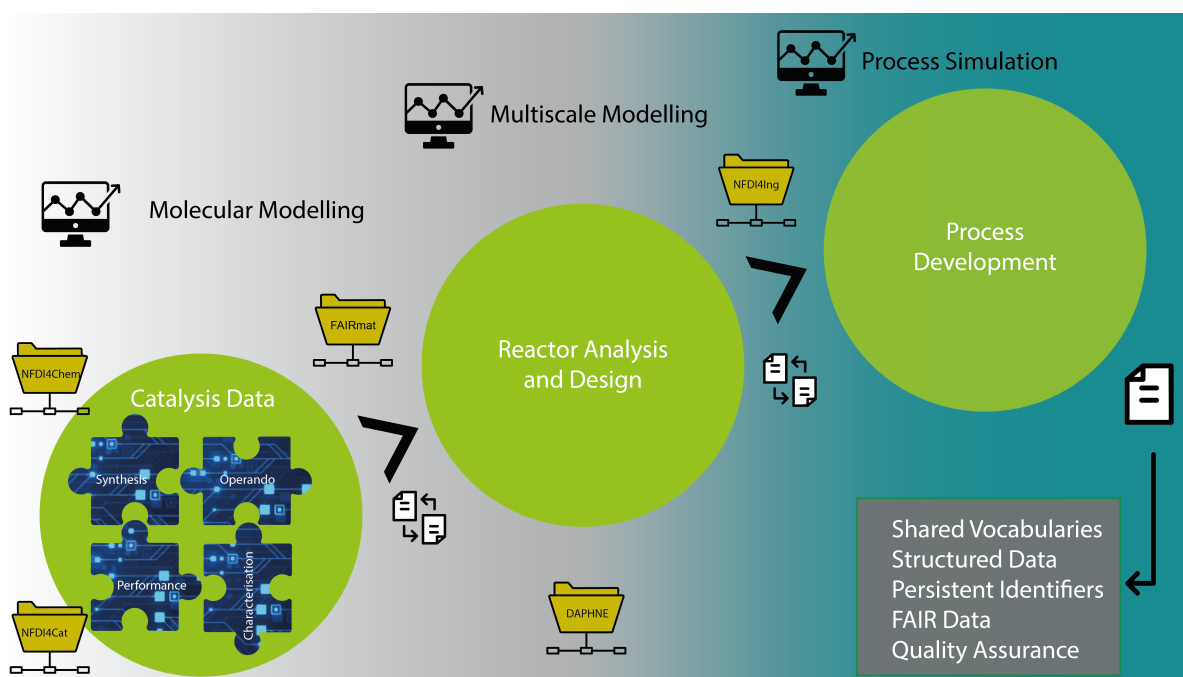 Process Simulation
Multiscale Modelling
Molecular Modelling
NFDI4Ing
Process
Development
FAIRmat
Reactor Analysis
and Design
NFDI4Chem
Catalysis Data
Synthesis
Operando
Performance
Characterisation
NFDI4Cat
DAPHNE
Shared Vocabularies
Structured Data
Persistent Identifiers
FAIR Data
Quality Assurance